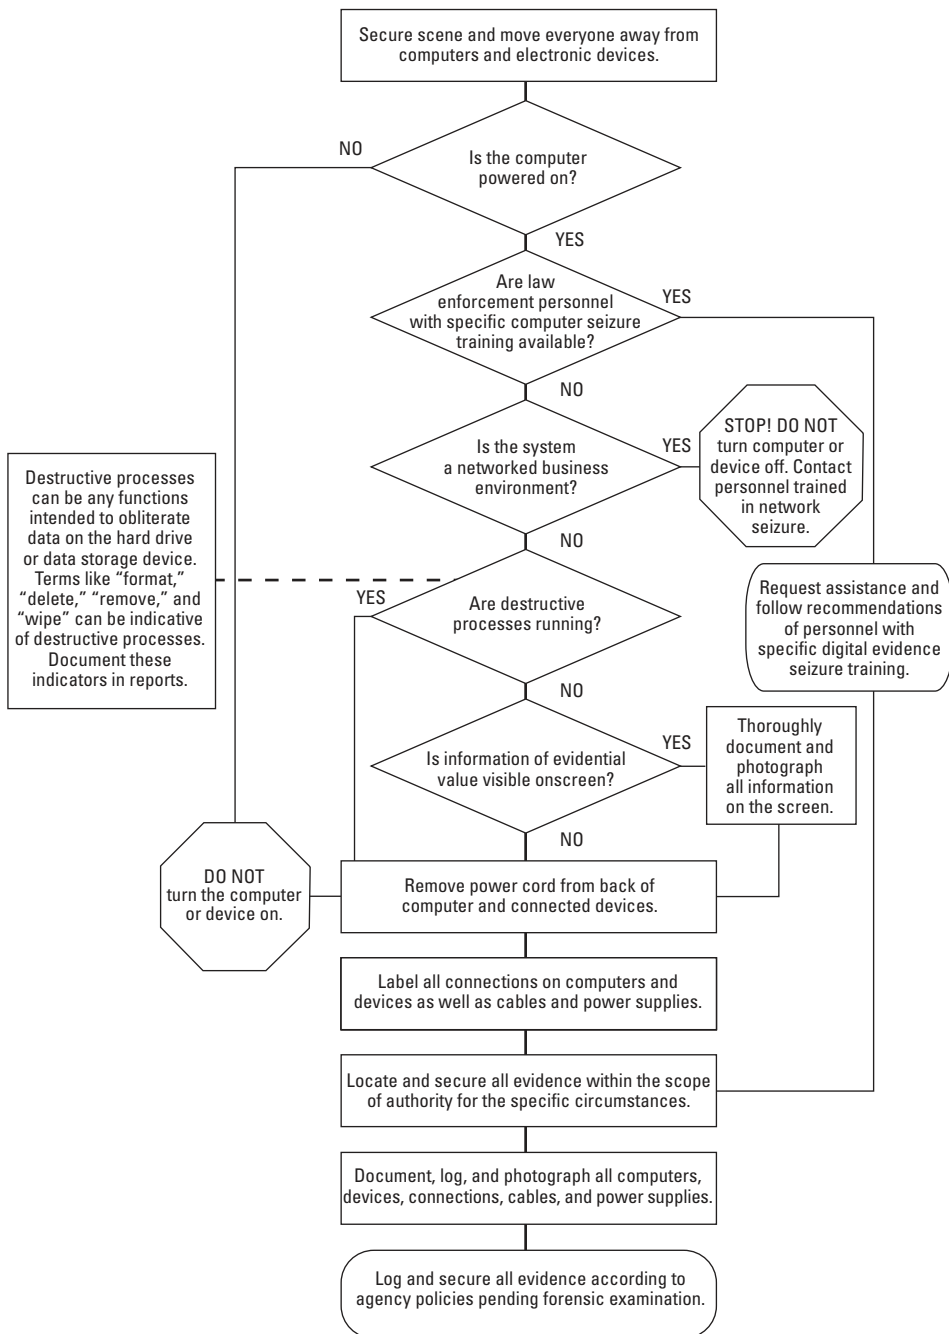 Secure scene and move everyone away from
computers and electronic devices.
NO
Is the computer
powered on?
YES
Are law
enforcement personnel
with specific computer seizure
training available?
YES
NO
Is the system
a networked business
environment?
YES
STOP! DO NOT
turn computer or
device off. Contact
personnel trained
in network
seizure.
NO
Destructive processes
can be any functions
intended to obliterate
data on the hard drive
or data storage device.
Terms like “format,”
“delete,” “remove,” and
“wipe” can be indicative
of destructive processes.
Document these
indicators in reports.
YES
Are destructive
processes running?
Request assistance and
follow recommendations
of personnel with
specific digital evidence
seizure training.
NO
Is information of evidential
value visible onscreen?
YES
Thoroughly
document and
photograph
all information
on the screen.
NO
DO NOT
turn the computer
or device on.
Remove power cord from back of
computer and connected devices.
Label all connections on computers and
devices as well as cables and power supplies.
Locate and secure all evidence within the scope
of authority for the specific circumstances.
Document, log, and photograph all computers,
devices, connections, cables, and power supplies.
Log and secure all evidence according to
agency policies pending forensic examination.